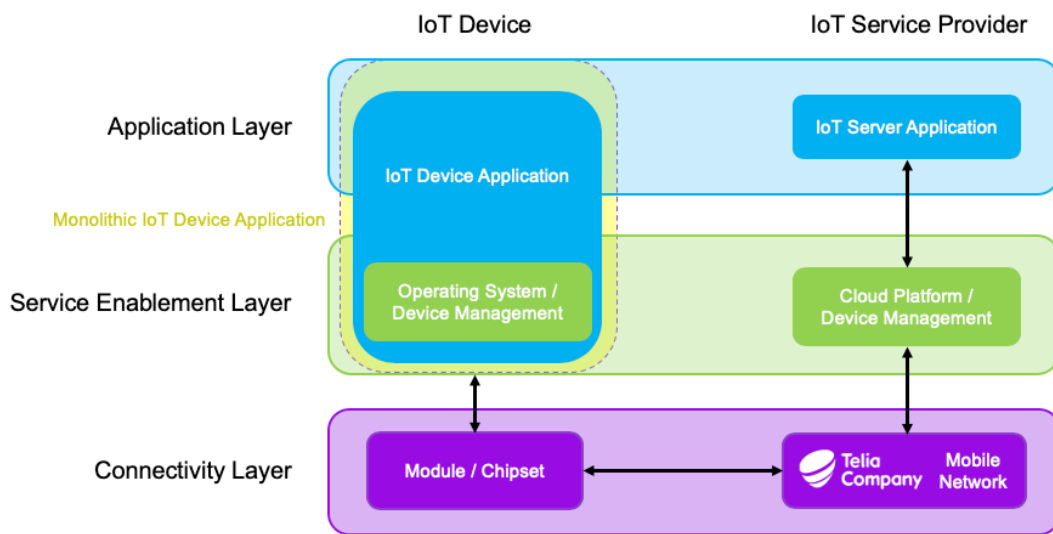 IoT Device
IoT Service Provider
Application Layer
IoT Device Application
IoT Server Application
Monolithic IoT Device Application
Service Enablement Layer
Operating System /
Device Management
Cloud Platform /
Device Management
Connectivity Layer
Module / Chipset
Telia
Company
Mobile
Network